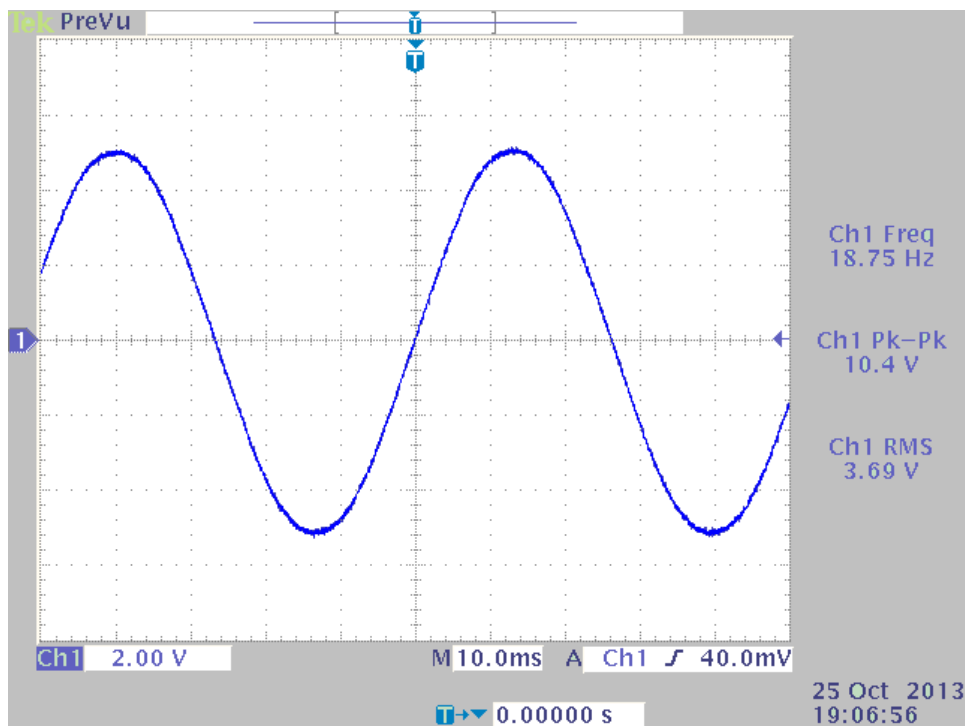 Tek PreVu
T
T
Ch1 Freq
18.75 Hz
1
Ch1 Pk-Pk
10.4 V
Ch1 RMS
3.69 V
Ch1 2.00 V M 10.0ms A Ch1 40.0mV
T 0.00000 s
25 Oct 2013
19:06:56